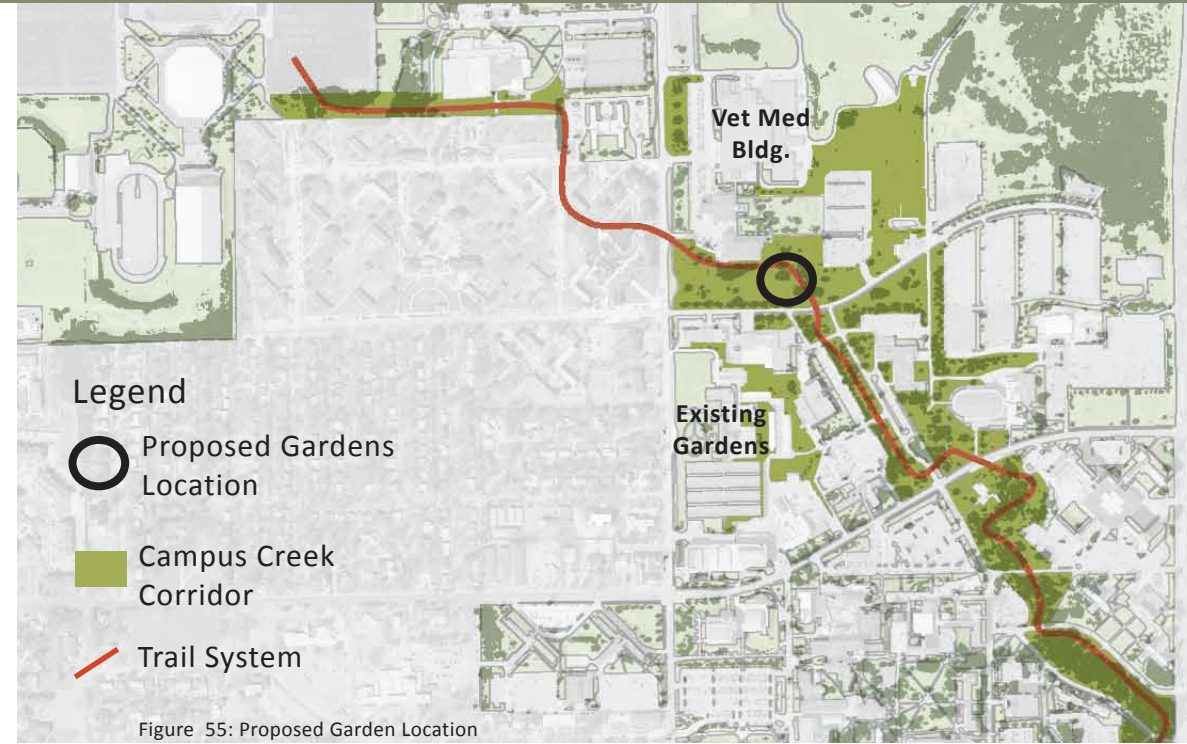 Vet Med
Bldg.
Existing
Gardens
Legend
Proposed Gardens
Location
Campus Creek
Corridor
Trail System
Figure 55: Proposed Garden Location